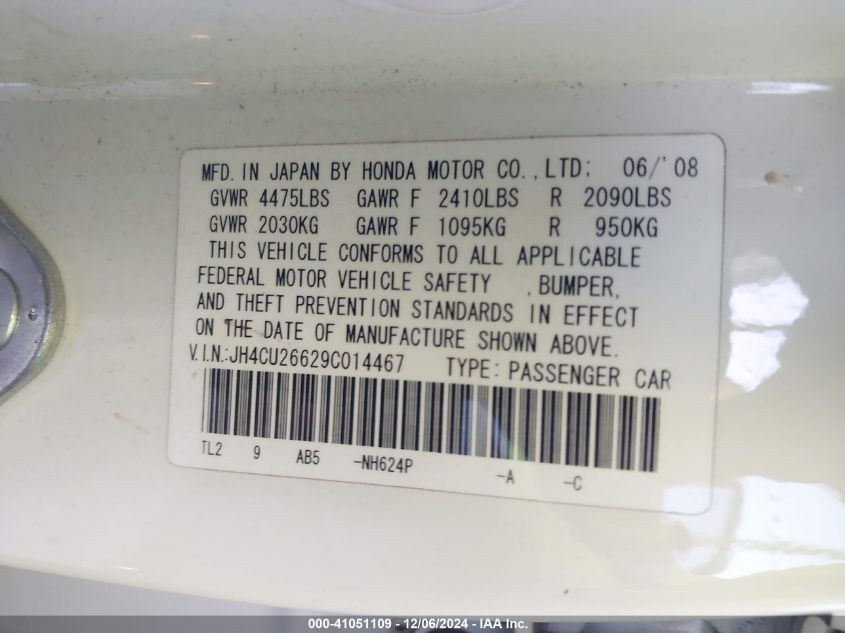 MFD. IN JAPAN BY HONDA MOTOR CO., LTD: 06/'08
GVWR 4475LBS GAWR F 2410LBS R 2090LBS
GVWR 2030KG GAWR F 1095KG R 950KG
THIS VEHICLE CONFORMS TO ALL APPLICABLE
FEDERAL MOTOR VEHICLE SAFETY , BUMPER,
AND THEFT PREVENTION STANDARDS IN EFFECT
ON THE DATE OF MANUFACTURE SHOWN ABOVE.
V.I.N.:JH4CU26629C014467 TYPE: PASSENGER CAR
TL2 9 AB5 -NH624P -A -C
000-41051109 - 12/06/2024 - IAA Inc.